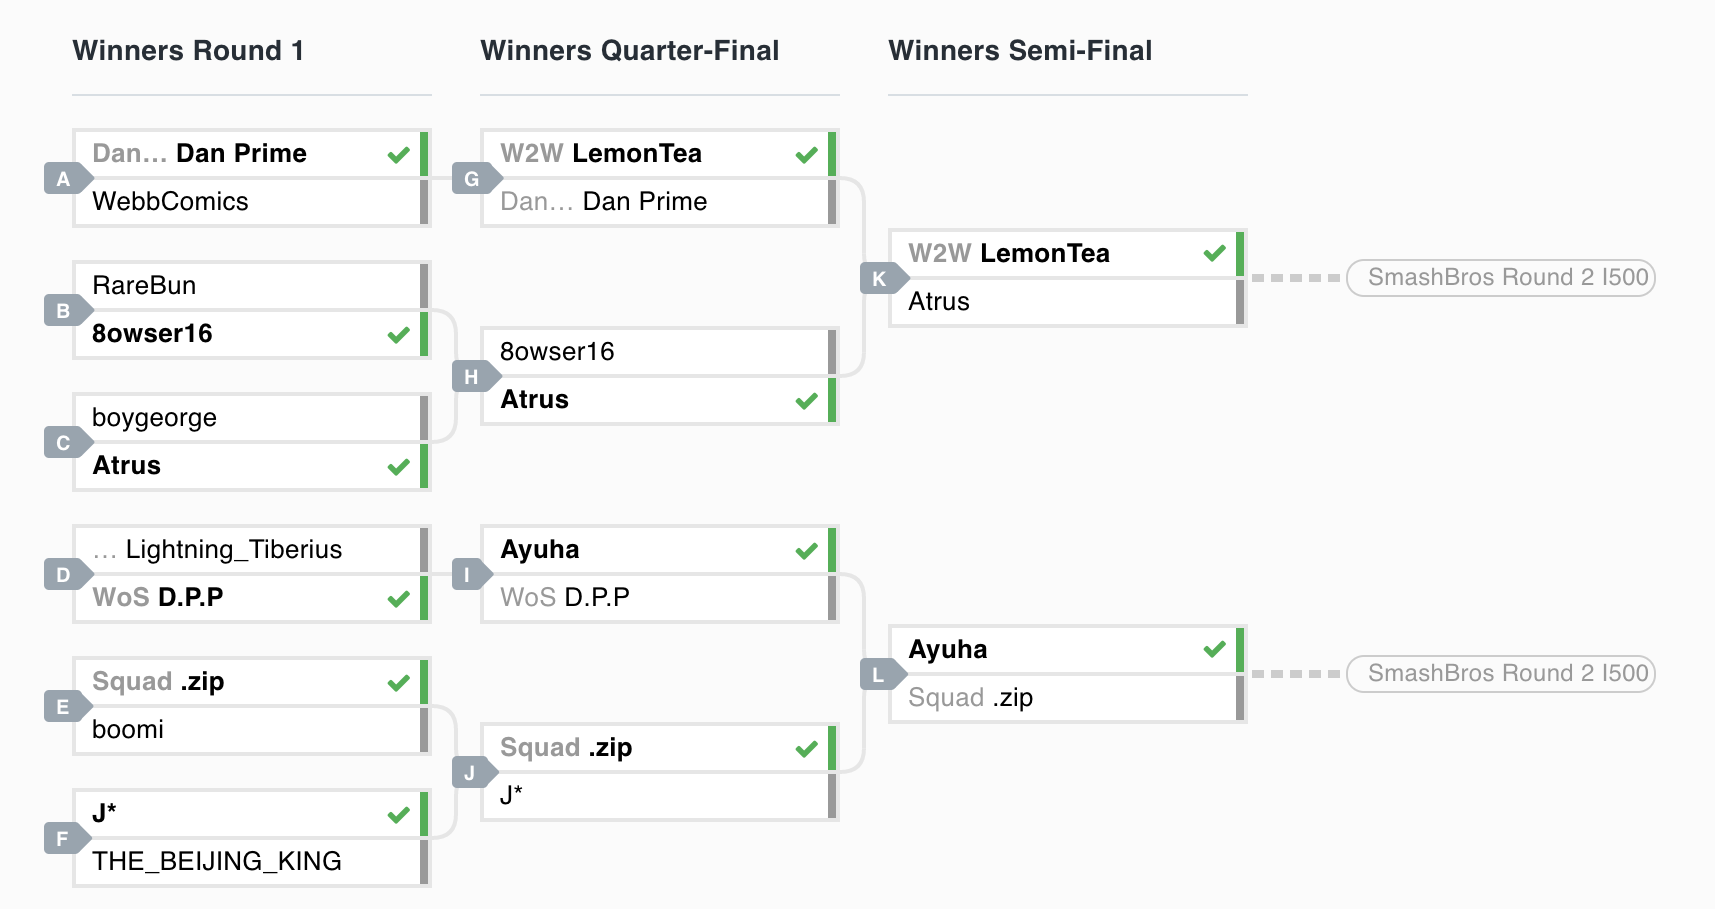 Winners Round 1
Winners Quarter-Final
Winners Semi-Final
A
Dan... Dan Prime
WebbComics
B
RareBun
8owser16
C
boygeorge
Atrus
D
... Lightning_Tiberius
WoS D.P.P
E
Squad .zip
boomi
F
J*
THE_BEIJING_KING
G
W2W LemonTea
Dan... Dan Prime
H
8owser16
Atrus
I
Ayuha
WoS D.P.P
J
Squad .zip
J*
K
W2W LemonTea
Atrus
SmashBros Round 2 I500
L
Ayuha
Squad .zip
SmashBros Round 2 I500